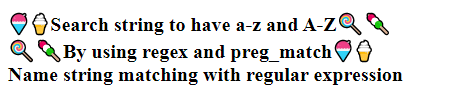 🍧🍦Search string to have a-z and A-Z🍭🍡
🍭🍡By using regex and preg_match🍧🍦
Name string matching with regular expression